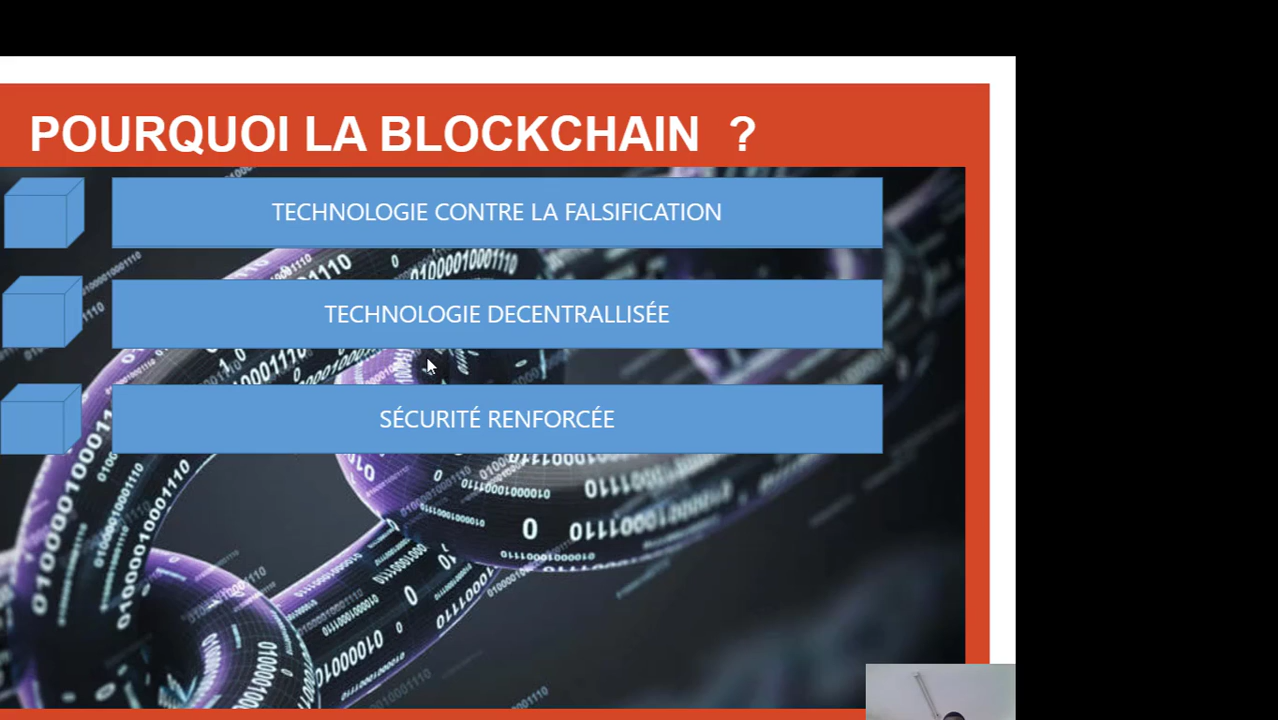 POURQUOI LA BLOCKCHAIN ?
TECHNOLOGIE CONTRE LA FALSIFICATION
TECHNOLOGIE DECENTRALLISÉE
SÉCURITÉ RENFORCÉE